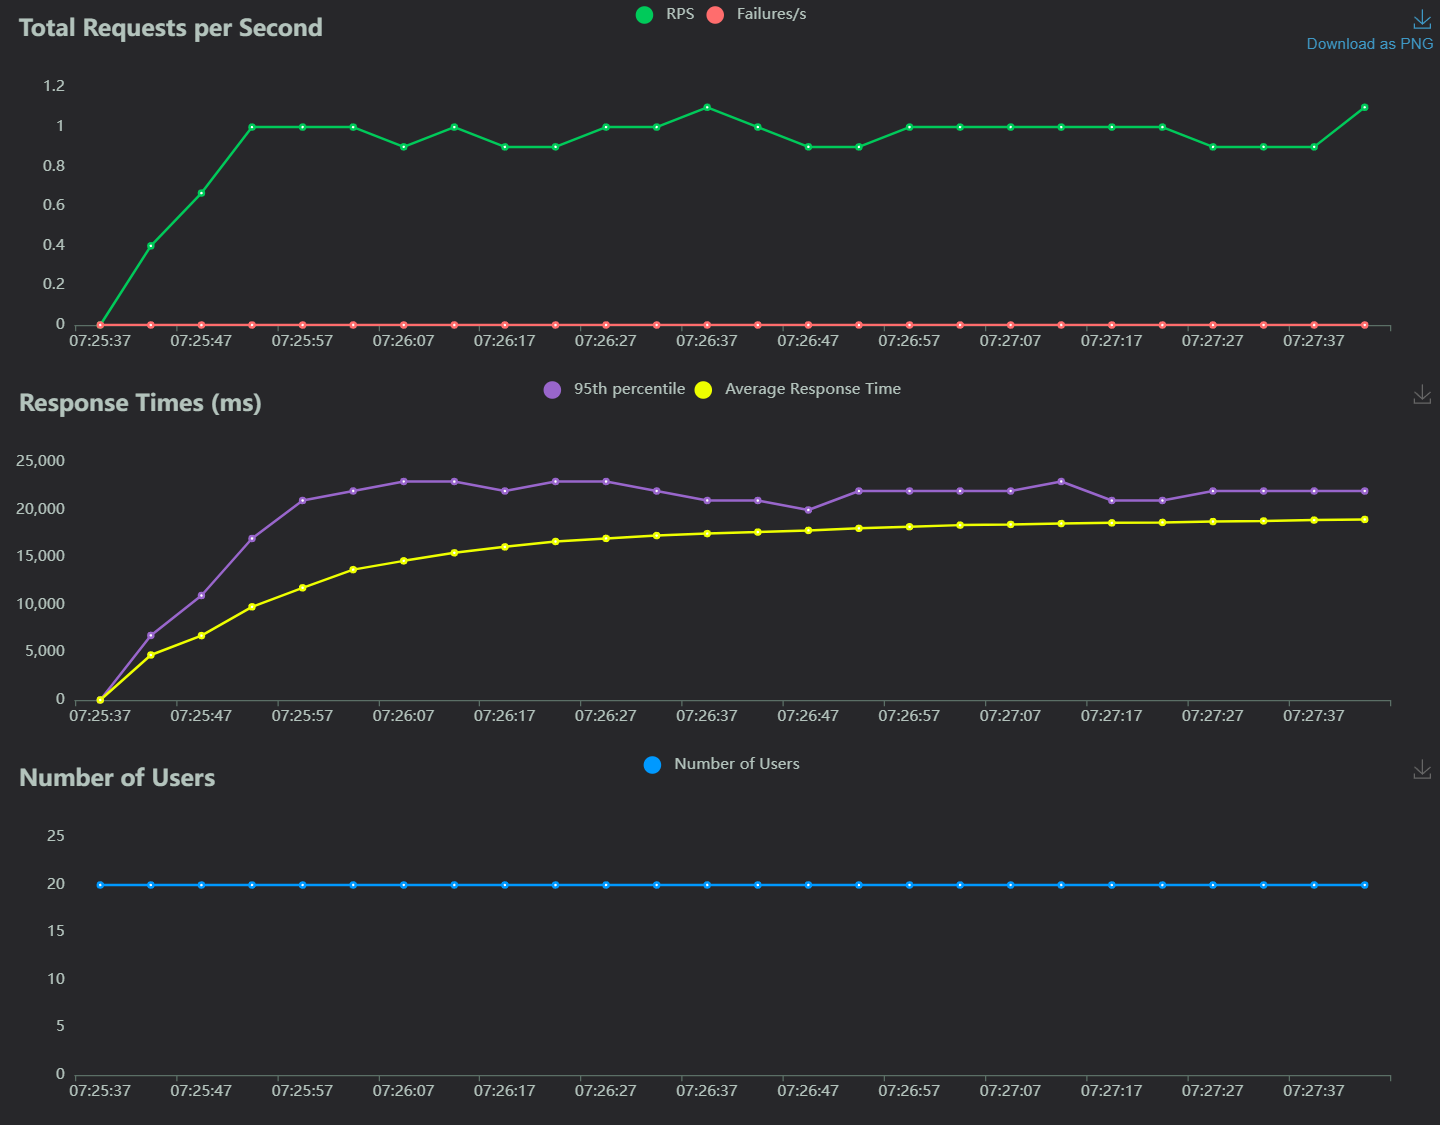 Total Requests per Second
RPS Failures/s
Download as PNG
1.2
1
0.8
0.6
0.4
0.2
0
07:25:37 07:25:47 07:25:57 07:26:07 07:26:17 07:26:27 07:26:37 07:26:47 07:26:57 07:27:07 07:27:17 07:27:27 07:27:37
Response Times (ms)
95th percentile Average Response Time
25,000
20,000
15,000
10,000
5,000
0
07:25:37 07:25:47 07:25:57 07:26:07 07:26:17 07:26:27 07:26:37 07:26:47 07:26:57 07:27:07 07:27:17 07:27:27 07:27:37
Number of Users
Number of Users
25
20
15
10
5
0
07:25:37 07:25:47 07:25:57 07:26:07 07:26:17 07:26:27 07:26:37 07:26:47 07:26:57 07:27:07 07:27:17 07:27:27 07:27:37